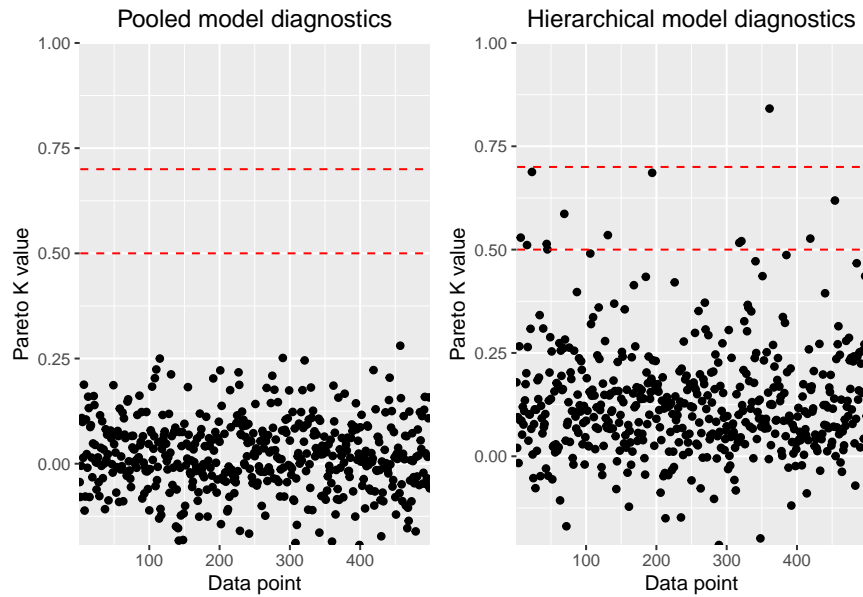 Pooled model diagnostics
Pareto K value
1.00
0.75
0.50
0.25
0.00
100 200 300 400
Data point
Hierarchical model diagnostics
Pareto K value
1.00
0.75
0.50
0.25
0.00
100 200 300 400
Data point